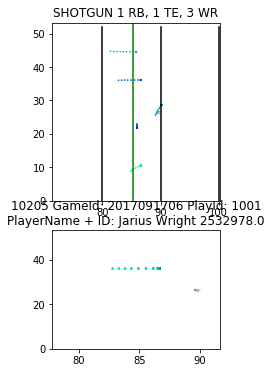 SHOTGUN 1 RB, 1 TE, 3 WR
50
40
30
20
10
0
80 90 100
10205 GameId: 2017091706 PlayId: 1001
PlayerName + ID: Jarius Wright 2532978.0
40
20
0
80 85 90